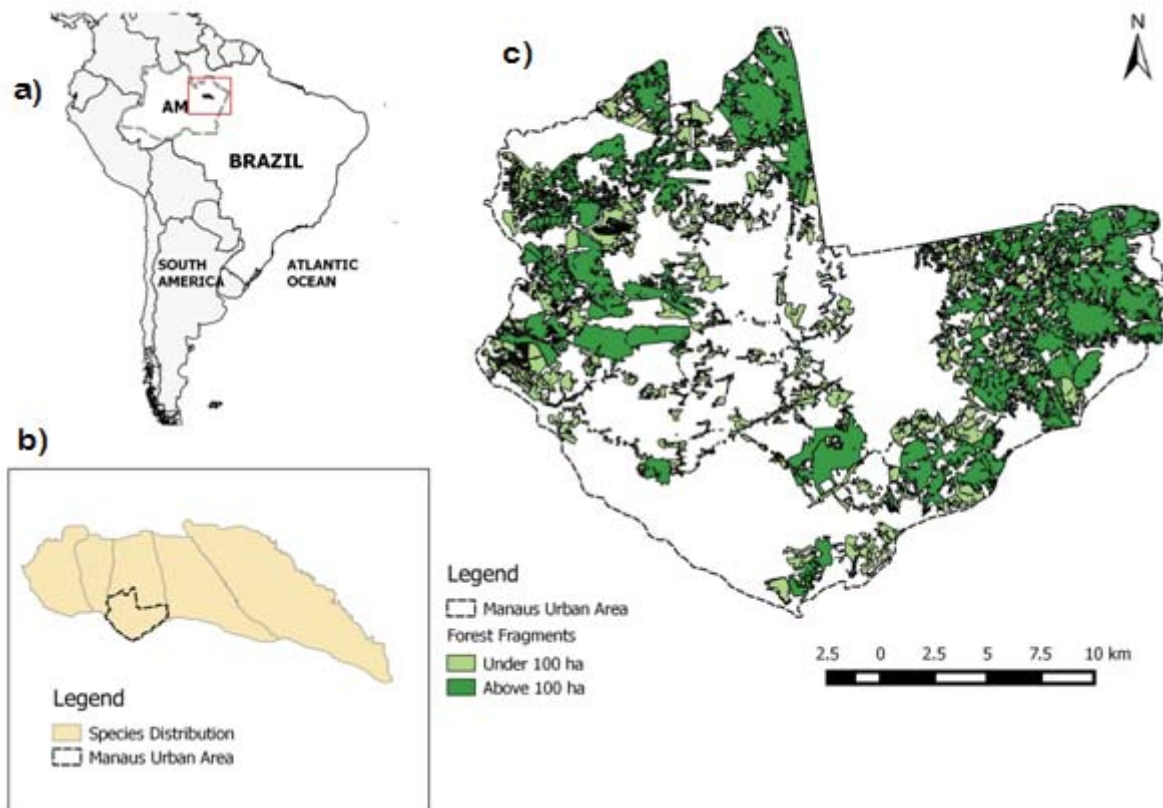 a)
AM
BRAZIL
SOUTH
AMERICA
ATLANTIC
OCEAN
b)
Legend
Species Distribution
Manaus Urban Area
c)
N
Legend
Manaus Urban Area
Forest Fragments
Under 100 ha
Above 100 ha
2.5 0 2.5 5 7.5 10 km